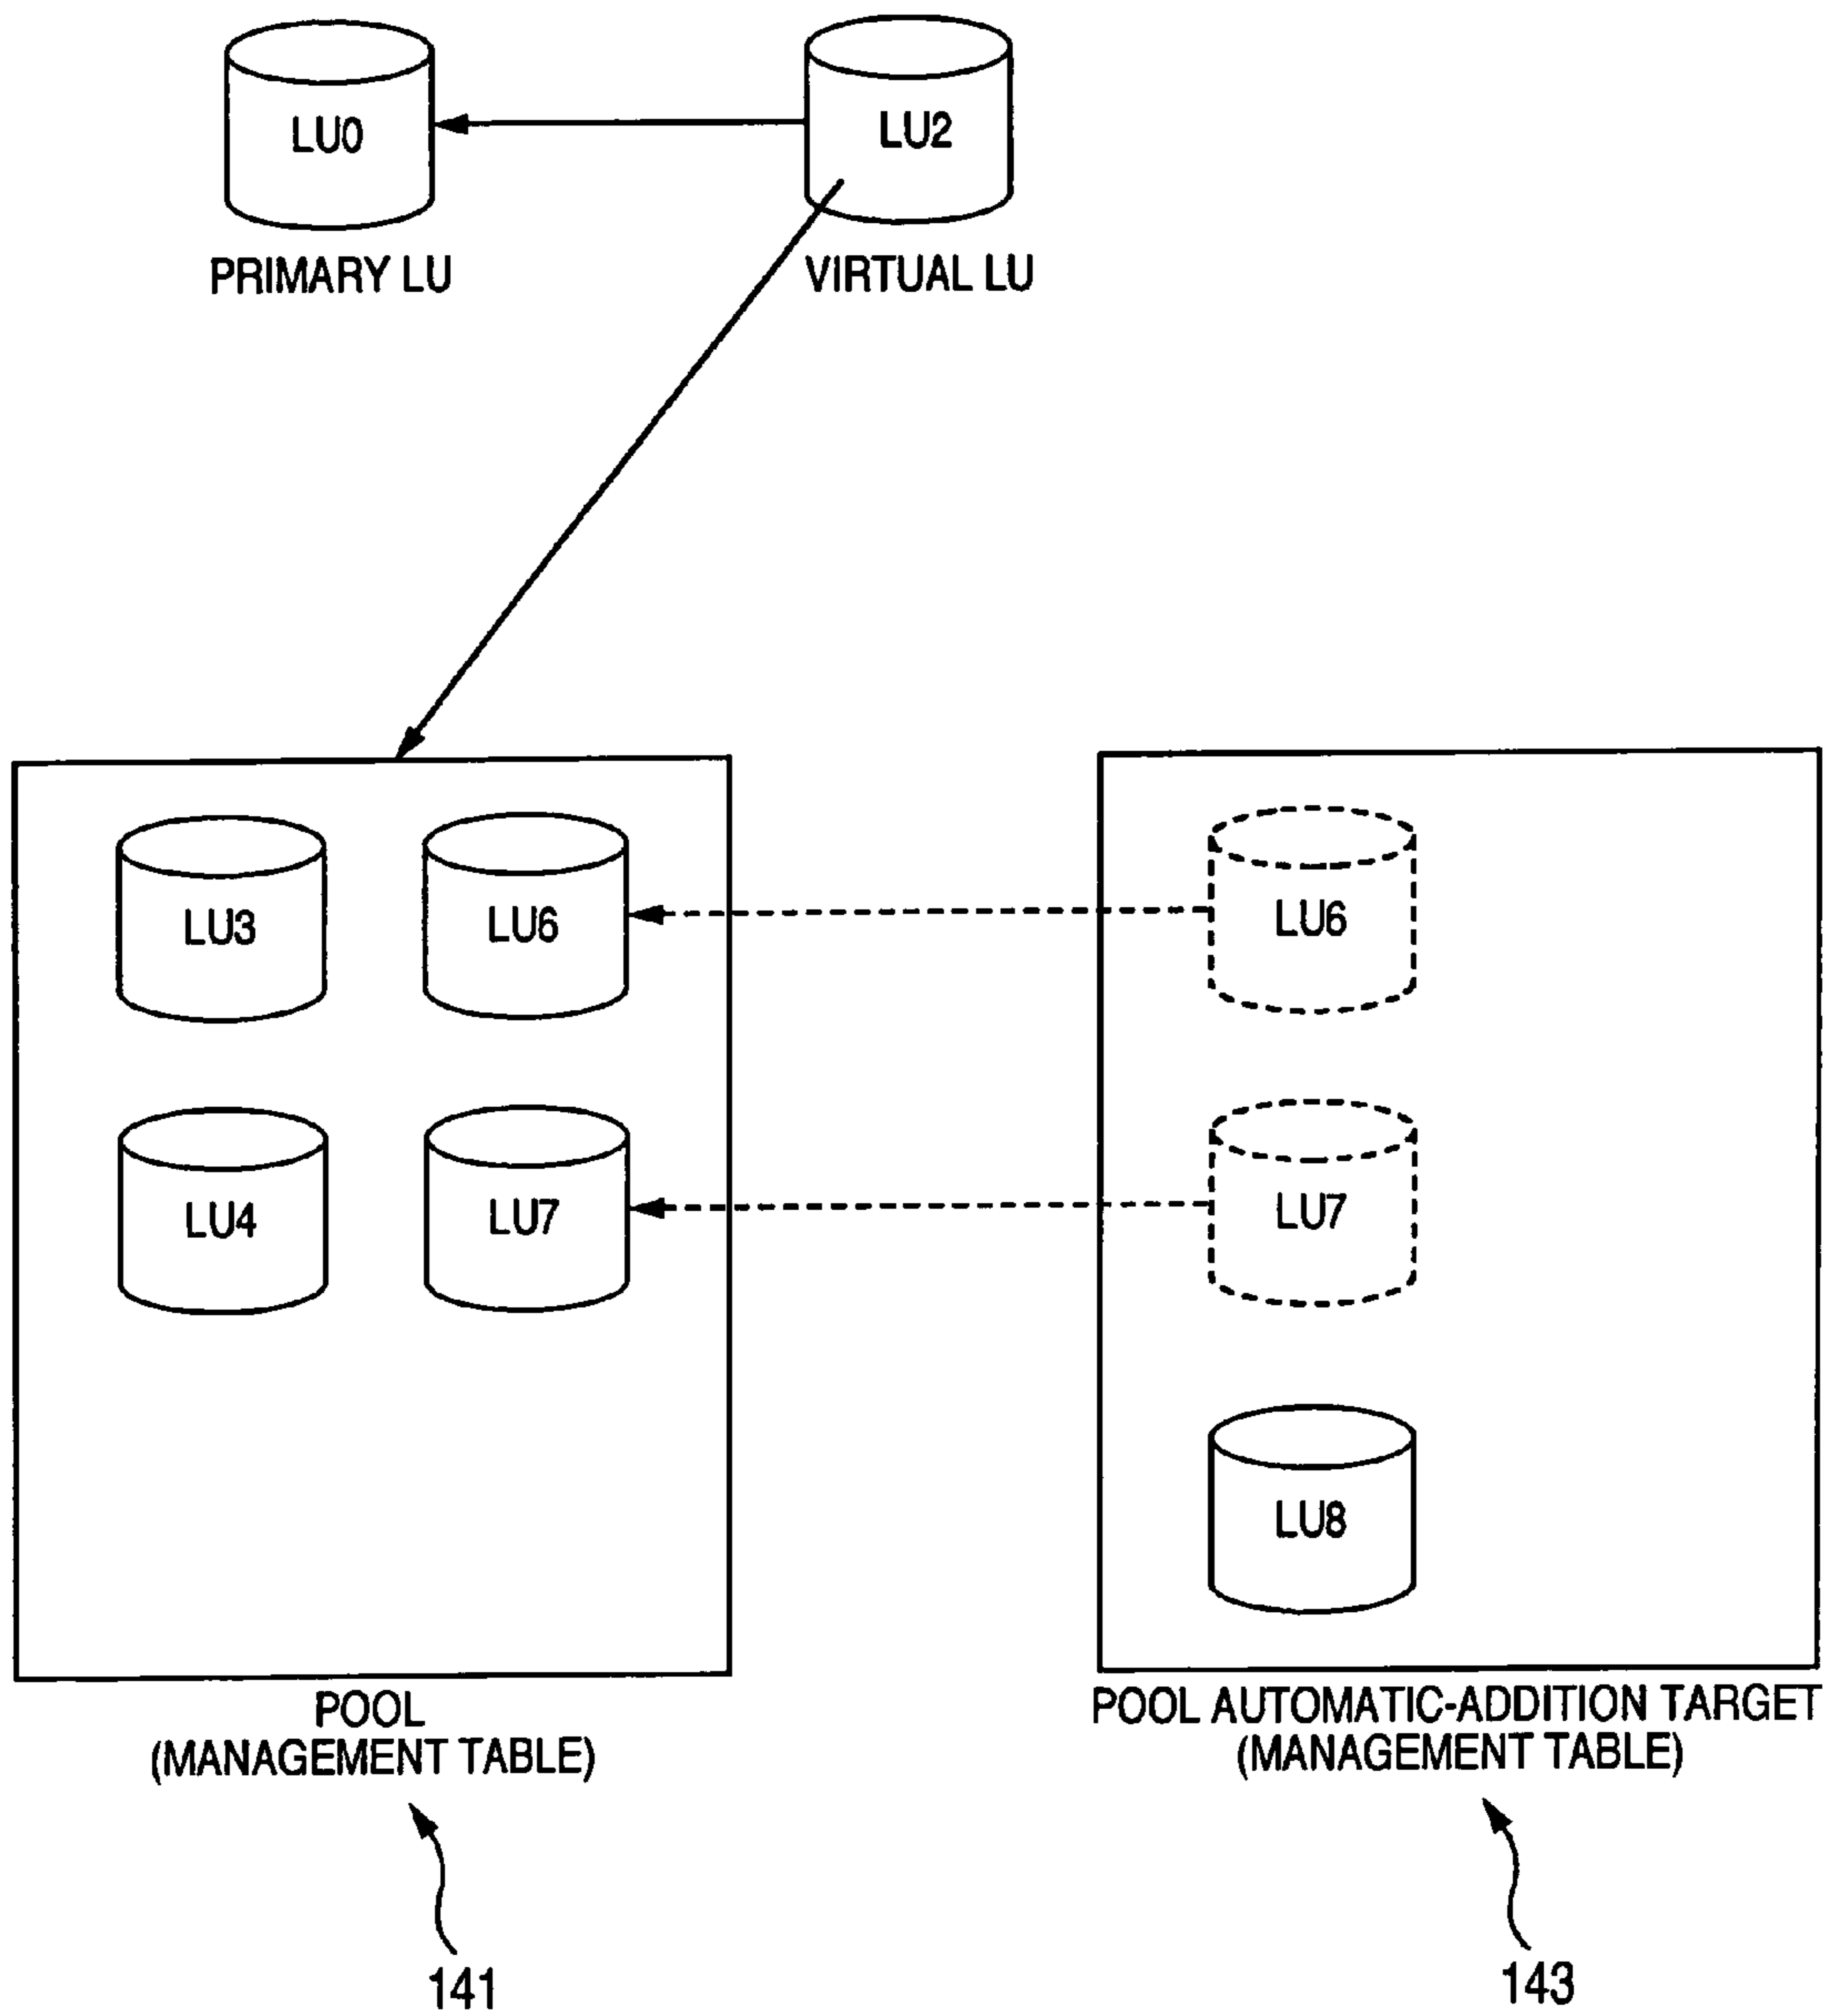 LU0
LU2
PRIMARY LU
VIRTUAL LU
LU3
LU6
LU6
LU4
LU7
LU7
LU8
POOL
(MANAGEMENT TABLE)
POOL AUTOMATIC-ADDITION TARGET
(MANAGEMENT TABLE)
141
143